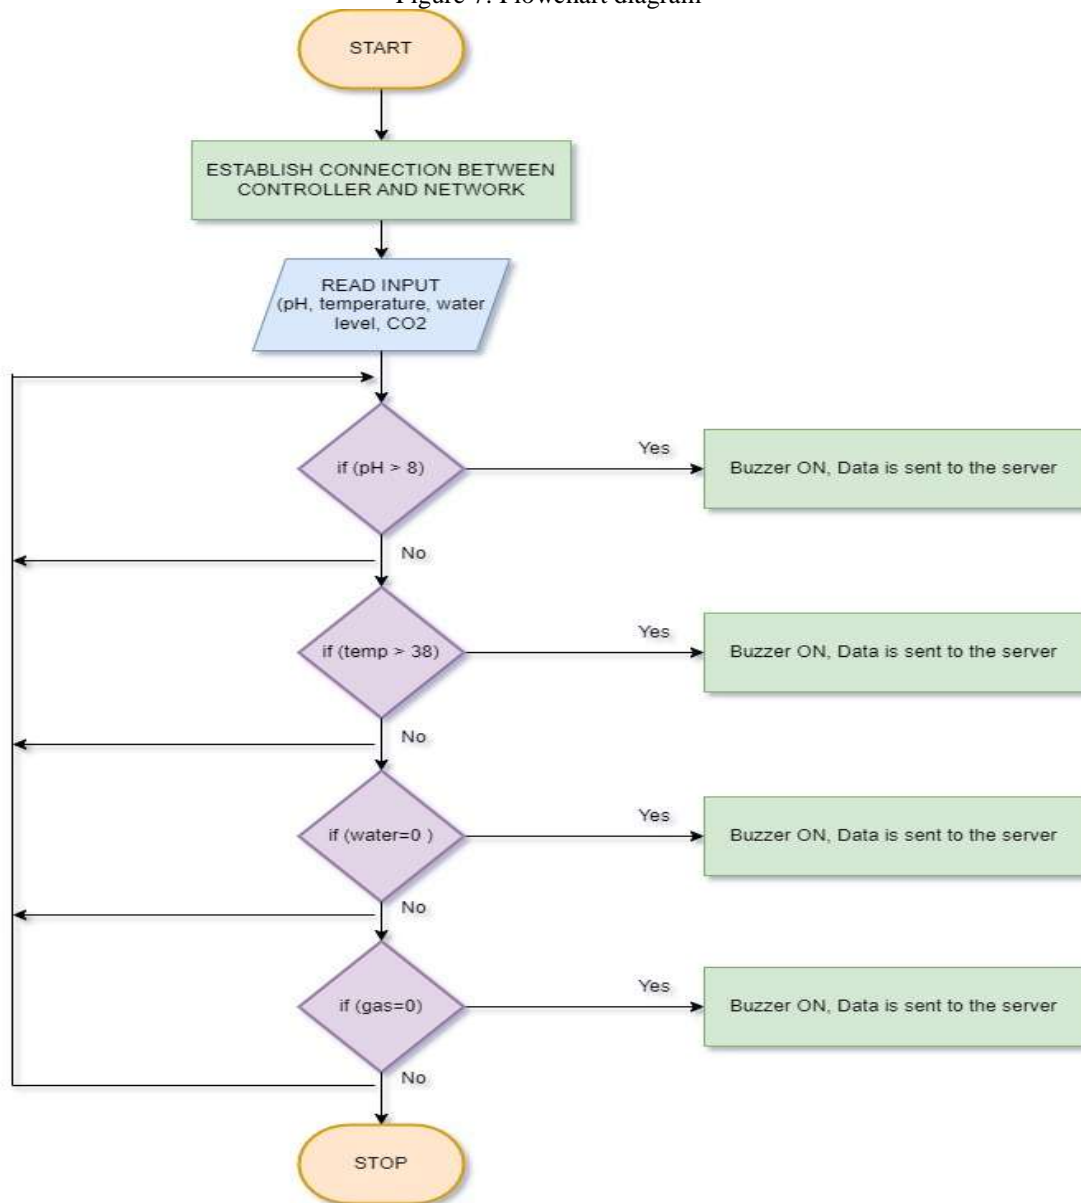 Figure 7. Flowchart diagram
START
ESTABLISH CONNECTION BETWEEN
CONTROLLER AND NETWORK
READ INPUT
(pH, temperature, water
level, CO2
if (pH > 8)
Yes
Buzzer ON, Data is sent to the server
No
if (temp > 38)
Yes
Buzzer ON, Data is sent to the server
No
if (water=0 )
Yes
Buzzer ON, Data is sent to the server
No
if (gas=0)
Yes
Buzzer ON, Data is sent to the server
No
STOP